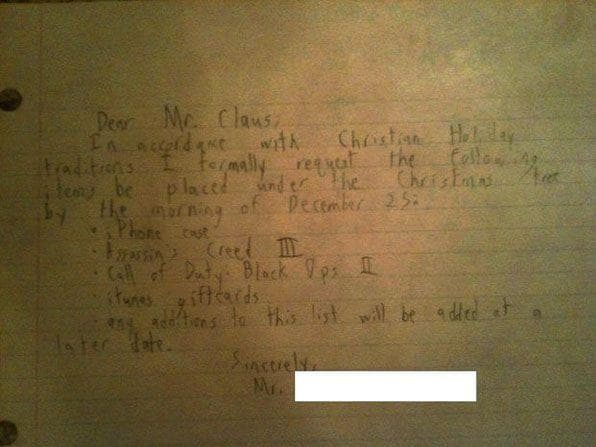 Dear Mr. Claus,
In accordance with Christian Holiday
traditions I formally request the following
items be placed under the Christmas tree
by the morning of December 25:
• iPhone case
• Assassin's Creed III
• Call of Duty: Black Ops II
• itunes giftcards
• any additions to this list will be added at a
later date.
Sincerely,
Mr.